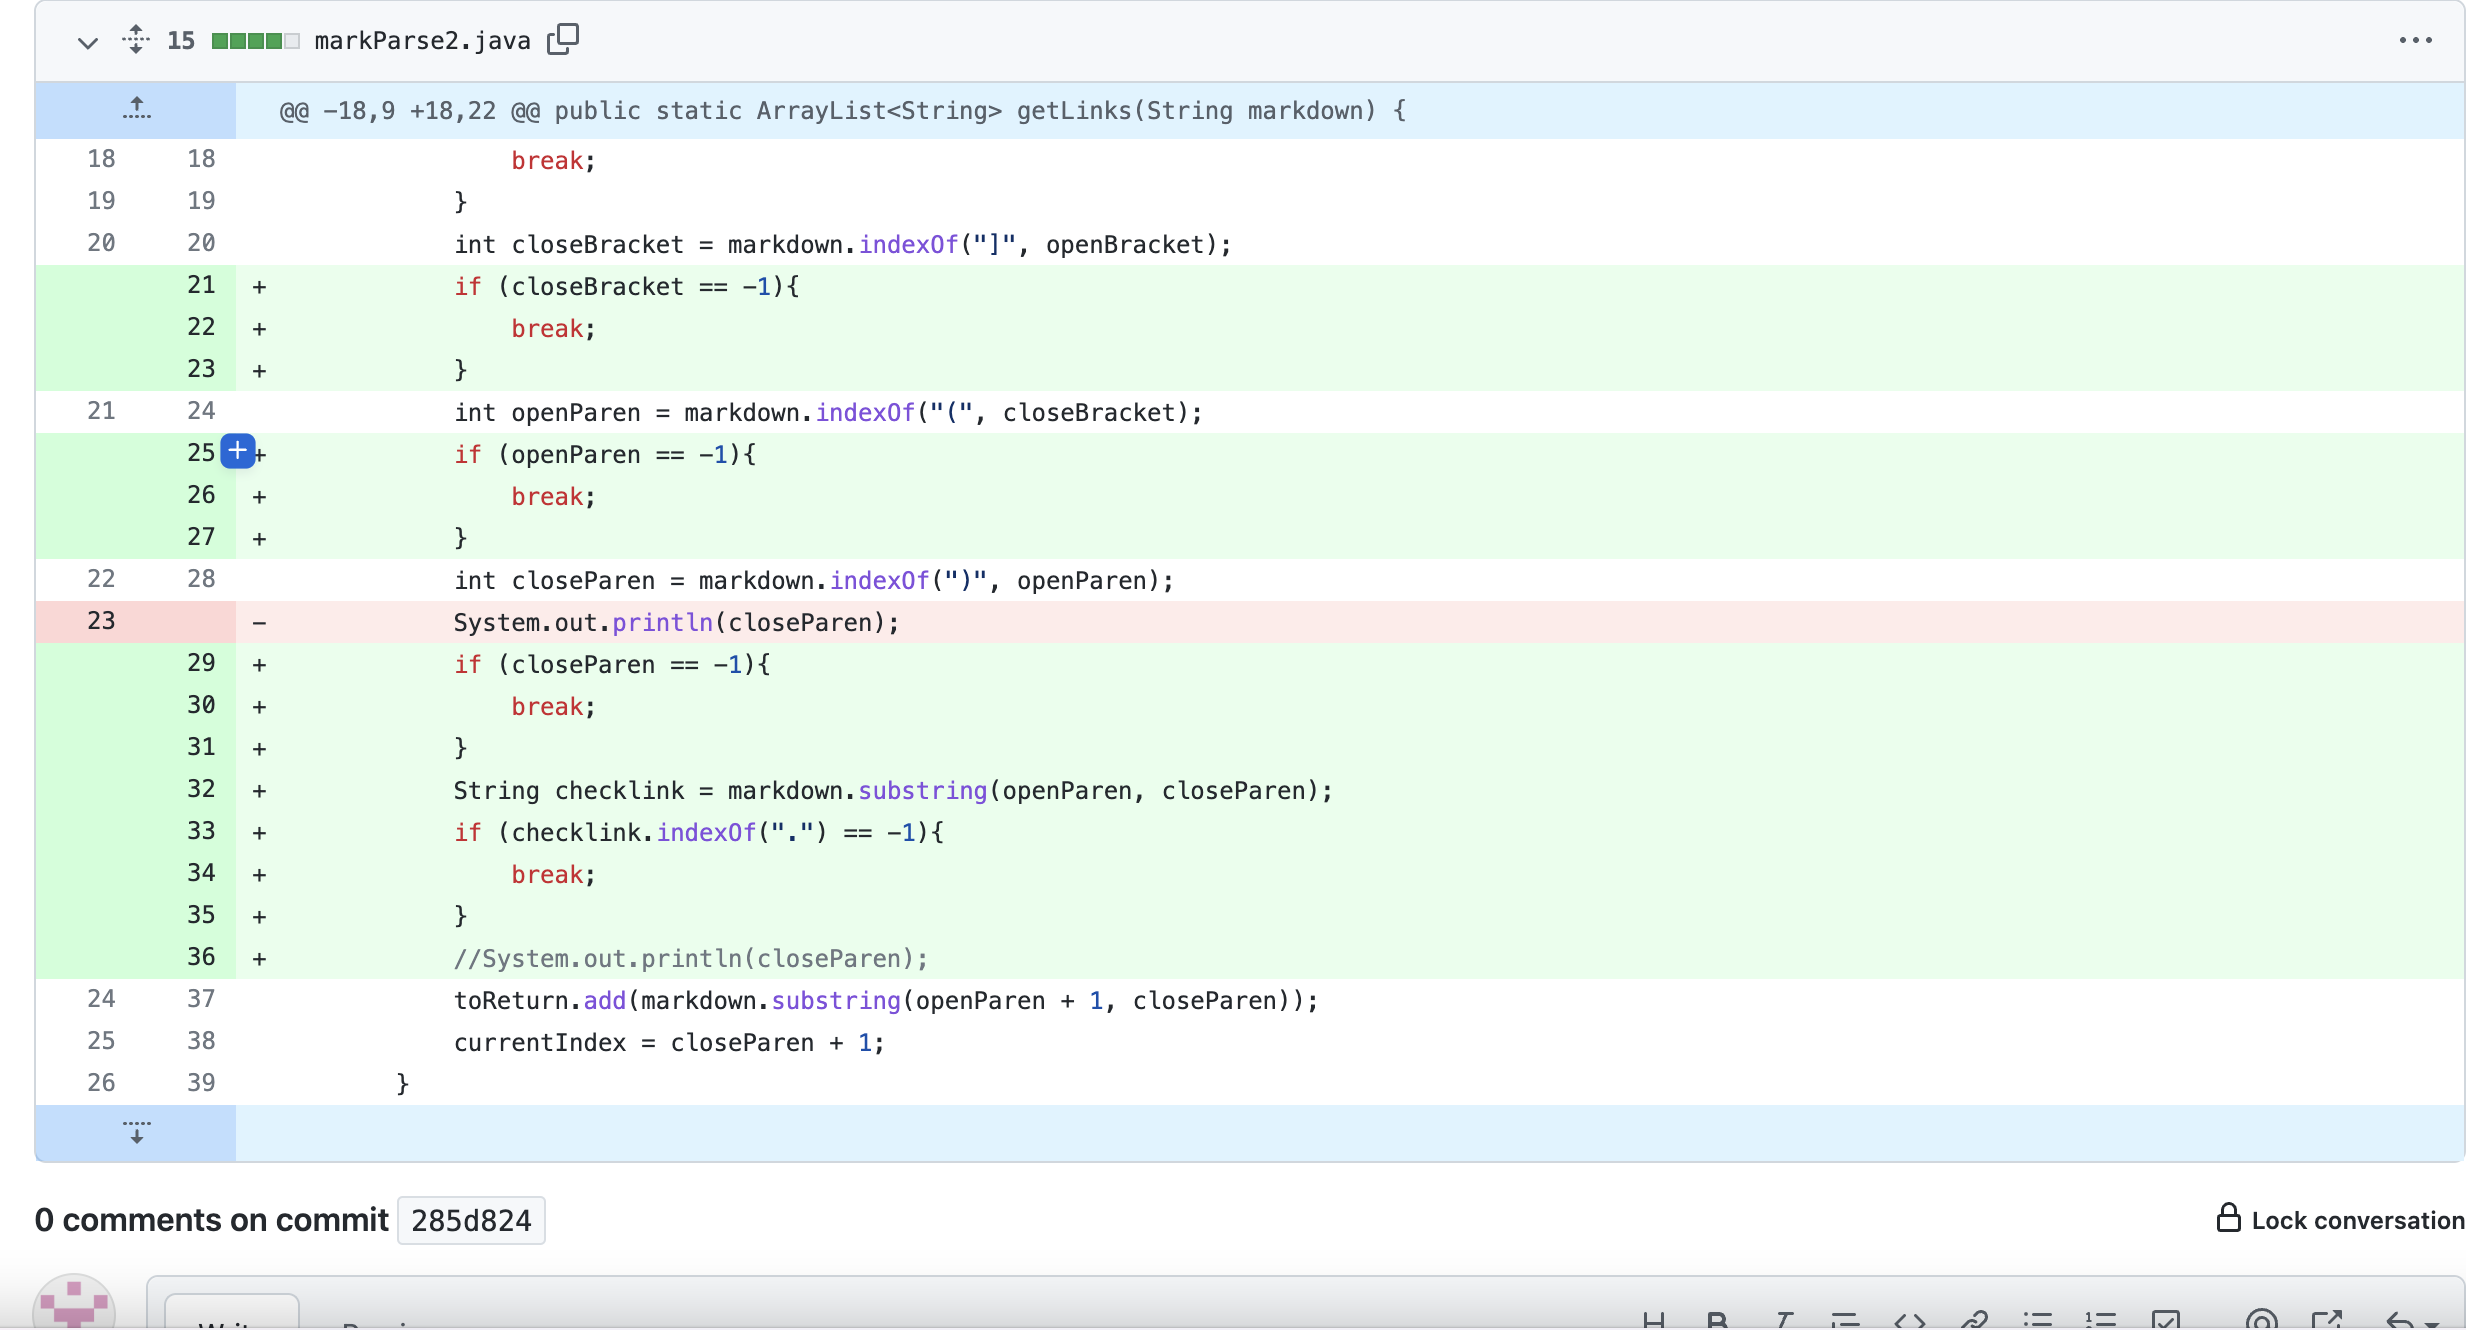 15 markParse2.java
@@ -18,9 +18,22 @@ public static ArrayList<String> getLinks(String markdown) {
18 18 break;
19 19 }
20 20 int closeBracket = markdown.indexOf("]", openBracket);
21 + if (closeBracket == -1){
22 + break;
23 + }
21 24 int openParen = markdown.indexOf("(", closeBracket);
25 + if (openParen == -1){
26 + break;
27 + }
22 28 int closeParen = markdown.indexOf(")", openParen);
23 - System.out.println(closeParen);
29 + if (closeParen == -1){
30 + break;
31 + }
32 + String checklink = markdown.substring(openParen, closeParen);
33 + if (checklink.indexOf(".") == -1){
34 + break;
35 + }
36 + //System.out.println(closeParen);
24 37 toReturn.add(markdown.substring(openParen + 1, closeParen));
25 38 currentIndex = closeParen + 1;
26 39 }
0 comments on commit 285d824
Lock conversation